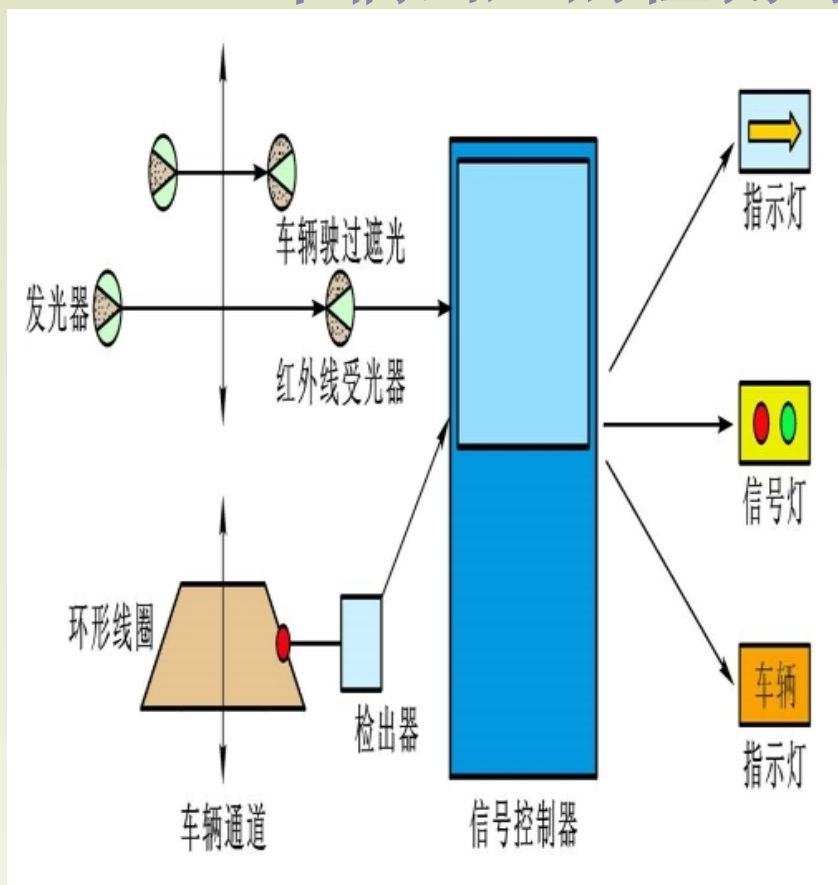 指示灯
车辆驶过遮光
发光器
红外线受光器
信号灯
环形线圈
检出器
车辆
指示灯
车辆通道
信号控制器